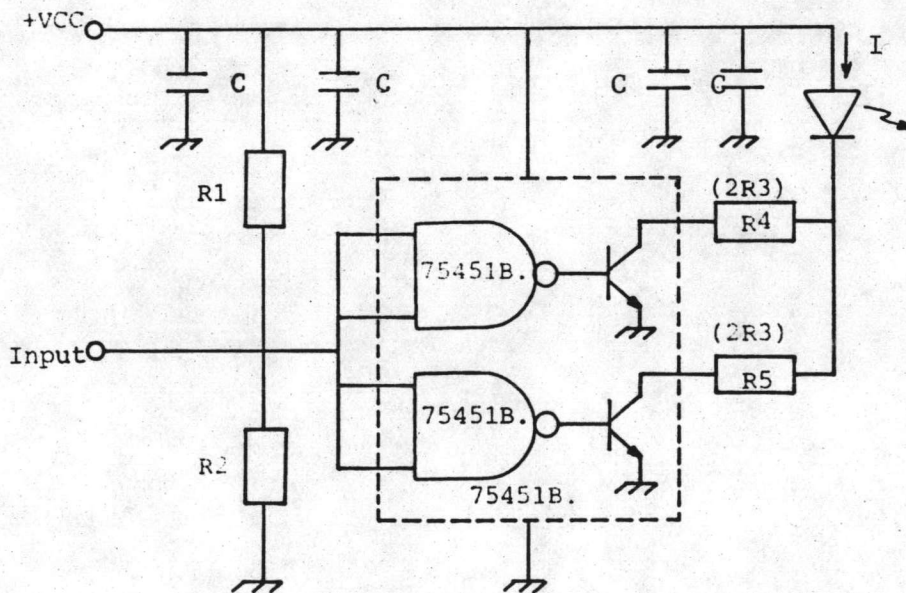 +VCC
I
C
C
C
C
(2R3)
R1
R4
75451B.
Input
(2R3)
R5
75451B.
R2
75451B.